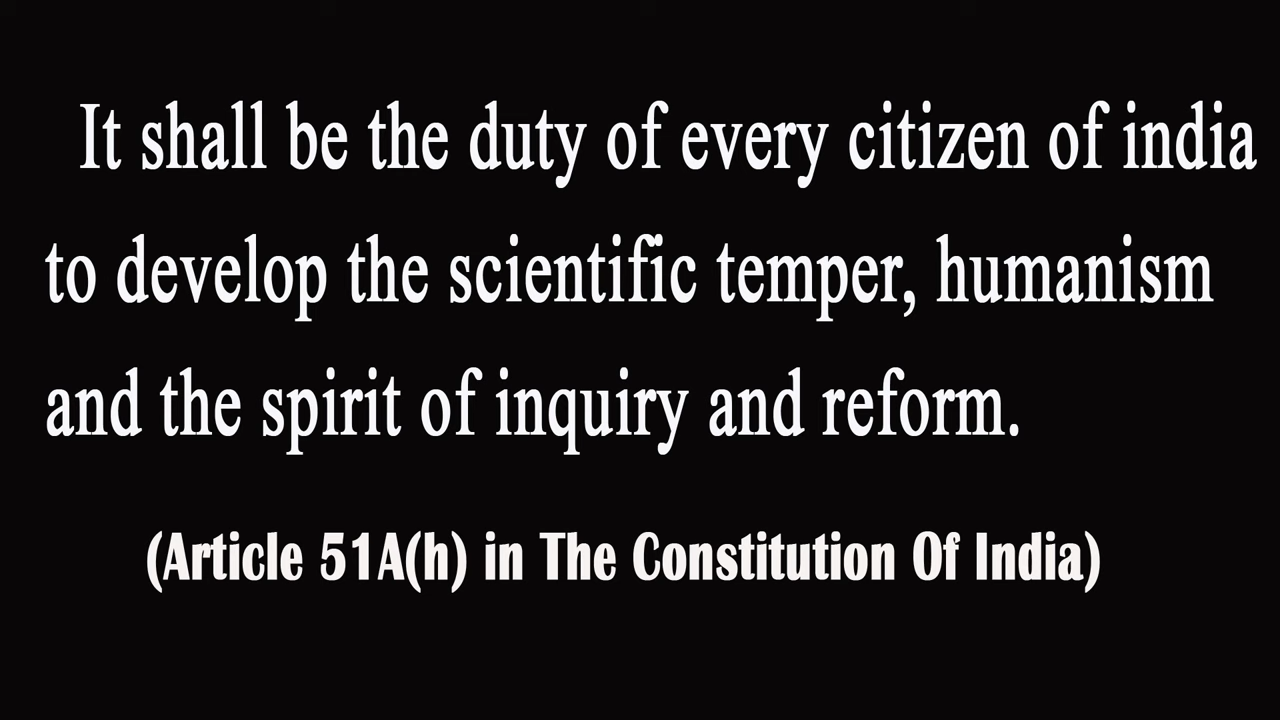 It shall be the duty of every citizen of india
to develop the scientific temper, humanism
and the spirit of inquiry and reform.
(Article 51A(h) in The Constitution Of India)